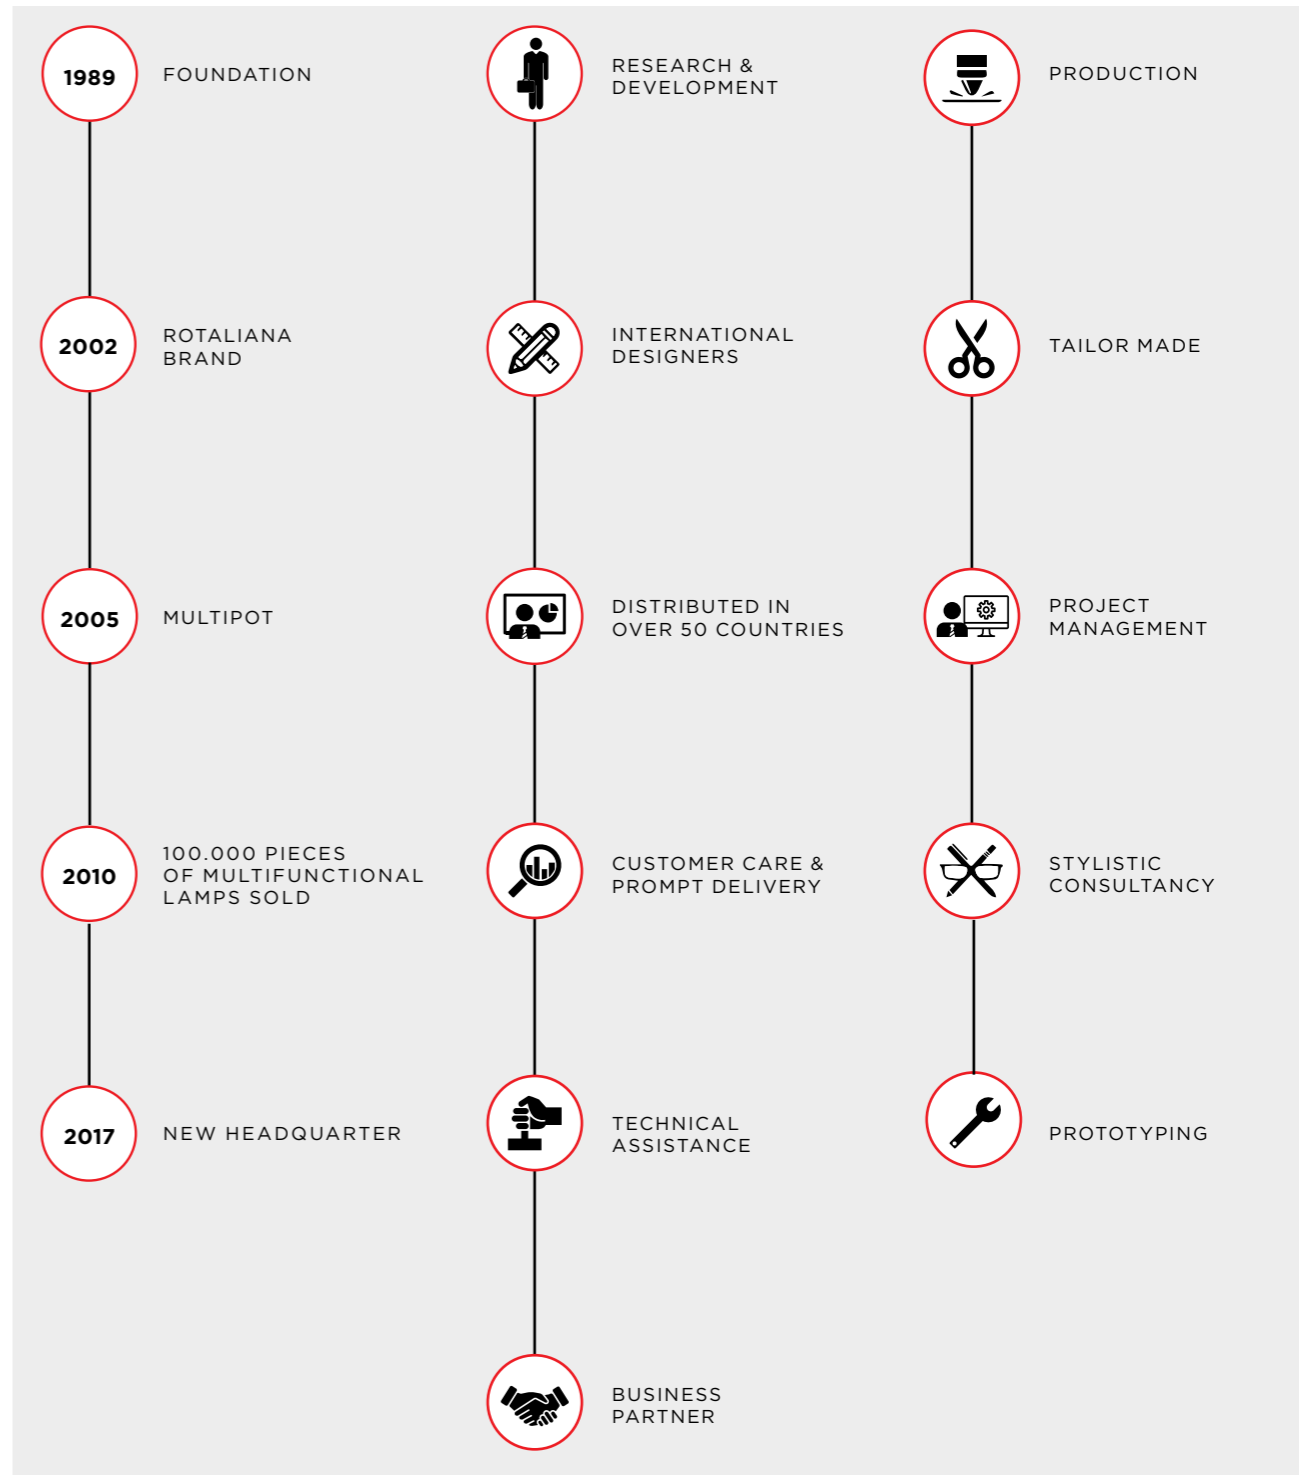 1989
FOUNDATION
2002
ROTALIANA
BRAND
2005
MULTIPOT
2010
100.000 PIECES
OF MULTIFUNCTIONAL
LAMPS SOLD
2017
NEW HEADQUARTER
RESEARCH &
DEVELOPMENT
INTERNATIONAL
DESIGNERS
DISTRIBUTED IN
OVER 50 COUNTRIES
CUSTOMER CARE &
PROMPT DELIVERY
TECHNICAL
ASSISTANCE
BUSINESS
PARTNER
PRODUCTION
TAILOR MADE
PROJECT
MANAGEMENT
STYLISTIC
CONSULTANCY
PROTOTYPING